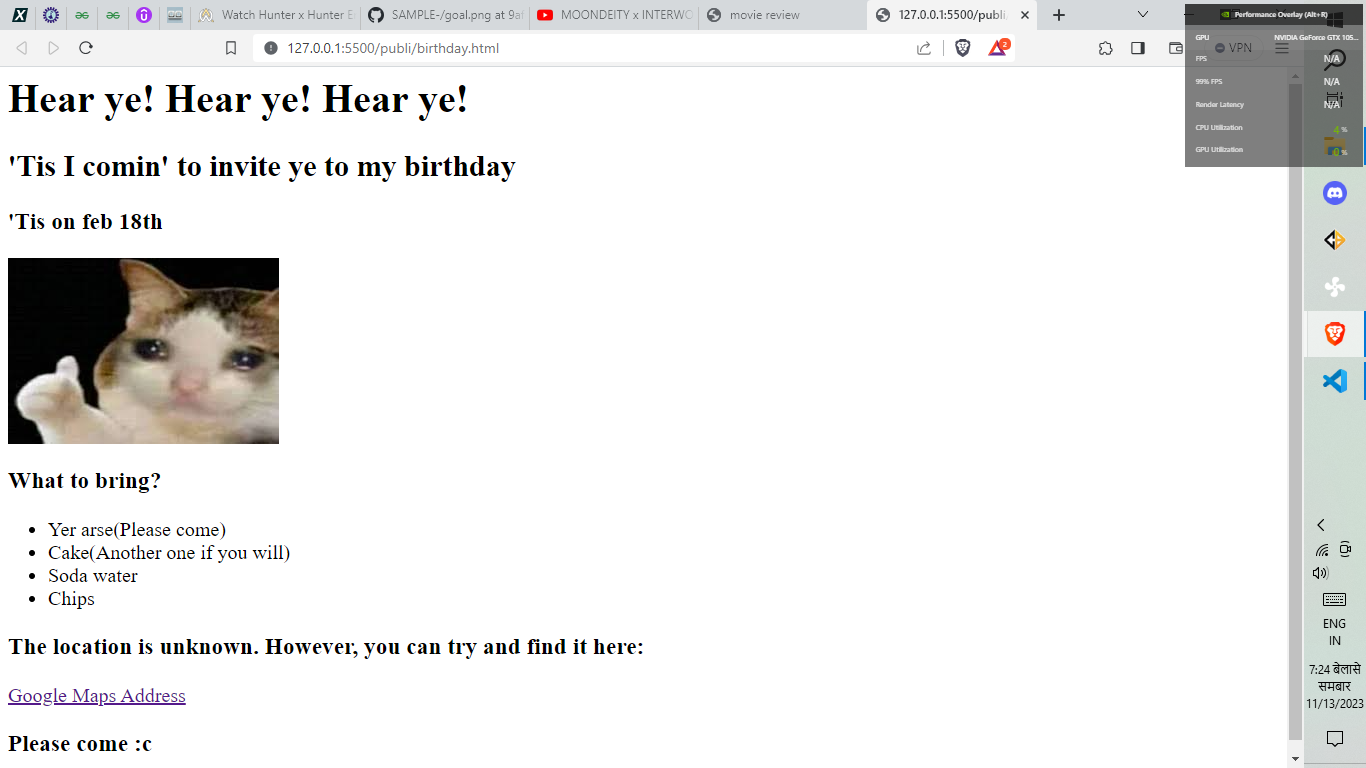 Watch Hunter x Hunter E
SAMPLE-/goal.png at 9a
MOONDEITY x INTERWO
movie review
127.0.0.1:5500/publi
127.0.0.1:5500/publi/birthday.html
2
VPN
Performance Overlay (Alt+R)
GPU NVIDIA GeForce GTX 105...
FPS N/A
99% FPS N/A
Render Latency N/A
CPU Utilization 4 %
GPU Utilization 0 %
Hear ye! Hear ye! Hear ye!
'Tis I comin' to invite ye to my birthday
'Tis on feb 18th
What to bring?
Yer arse(Please come)
Cake(Another one if you will)
Soda water
Chips
The location is unknown. However, you can try and find it here:
Google Maps Address
Please come :c
ENG
IN
7:24 बेलासे
समबार
11/13/2023